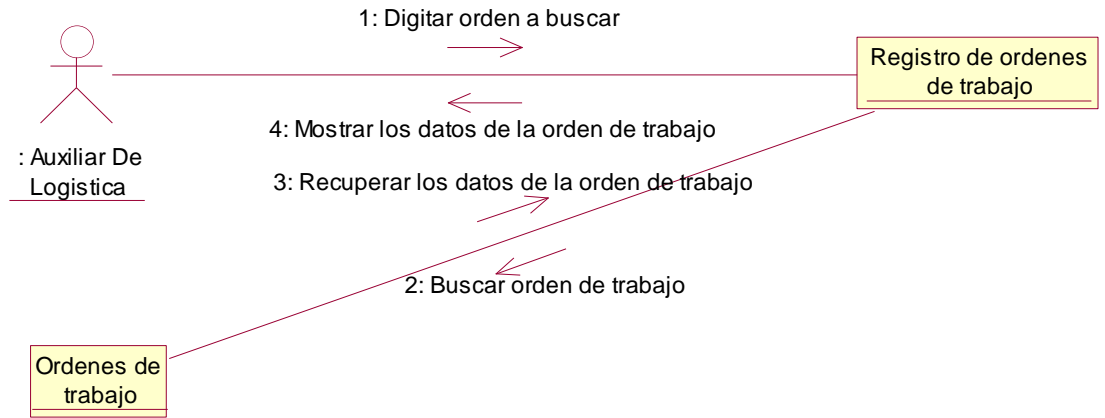 1: Digitar orden a buscar
Registro de ordenes
de trabajo
4: Mostrar los datos de la orden de trabajo
: Auxiliar De
Logistica
3: Recuperar los datos de la orden de trabajo
2: Buscar orden de trabajo
Ordenes de
trabajo